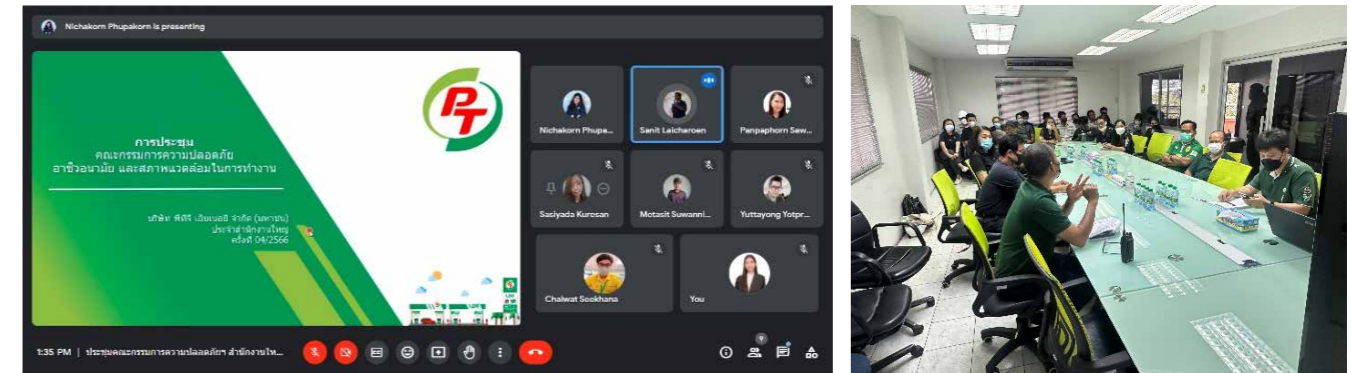 Nichakorn Phupakorn is presenting
PT
การประชุม
คณะกรรมการความปลอดภัย
อาชีวอนามัย และสภาพแวดล้อมในการทำงาน
บริษัท พีทีจี เอ็นเนอยี จำกัด (มหาชน)
ประจำสำนักงานใหญ่
ครั้งที่ 04/2566
Nichakorn Phupa...
Sanit Laicharoen
Panpaphorn Saw...
Sasiyada Kuresan
Metasit Suwanni...
Yuttayong Yotpr...
Chaiwat Sookhana
You
1:35 PM | ประชุมคณะกรรมการความปลอดภัยฯ สำนักงานให...
9